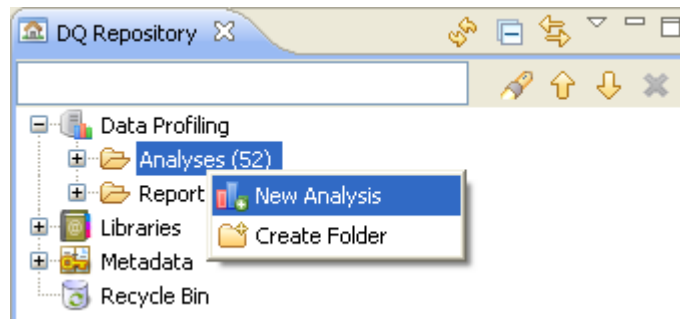 DQ Repository
Data Profiling
Analyses (52)
Report
New Analysis
Libraries
Create Folder
Metadata
Recycle Bin